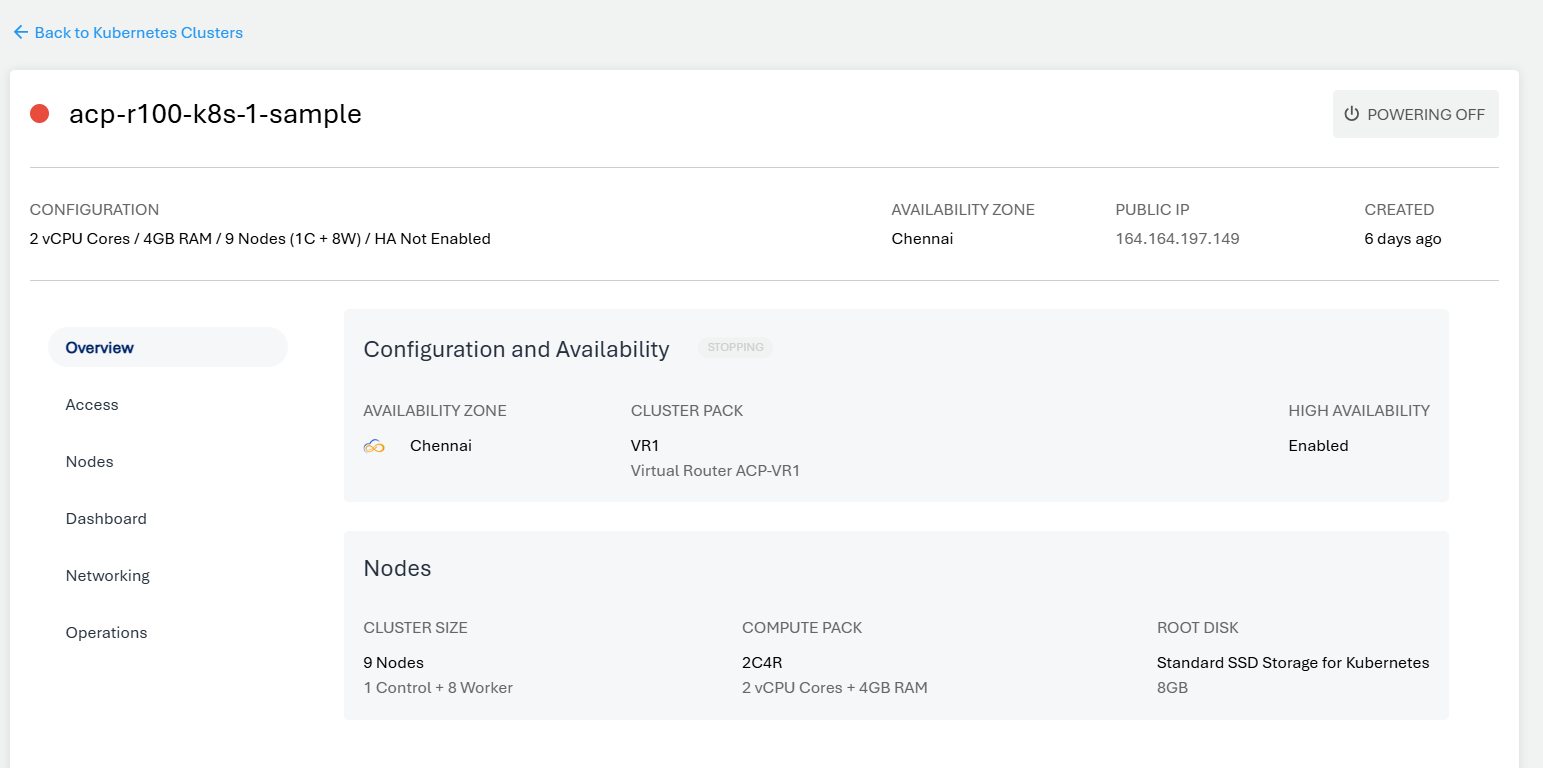 Back to Kubernetes Clusters
acp-r100-k8s-1-sample
POWERING OFF
CONFIGURATION
2 vCPU Cores / 4GB RAM / 9 Nodes (1C + 8W) / HA Not Enabled
AVAILABILITY ZONE
Chennai
PUBLIC IP
164.164.197.149
CREATED
6 days ago
Overview
Access
Nodes
Dashboard
Networking
Operations
Configuration and Availability
STOPPING
AVAILABILITY ZONE
Chennai
CLUSTER PACK
VR1
Virtual Router ACP-VR1
HIGH AVAILABILITY
Enabled
Nodes
CLUSTER SIZE
9 Nodes
1 Control + 8 Worker
COMPUTE PACK
2C4R
2 vCPU Cores + 4GB RAM
ROOT DISK
Standard SSD Storage for Kubernetes
8GB